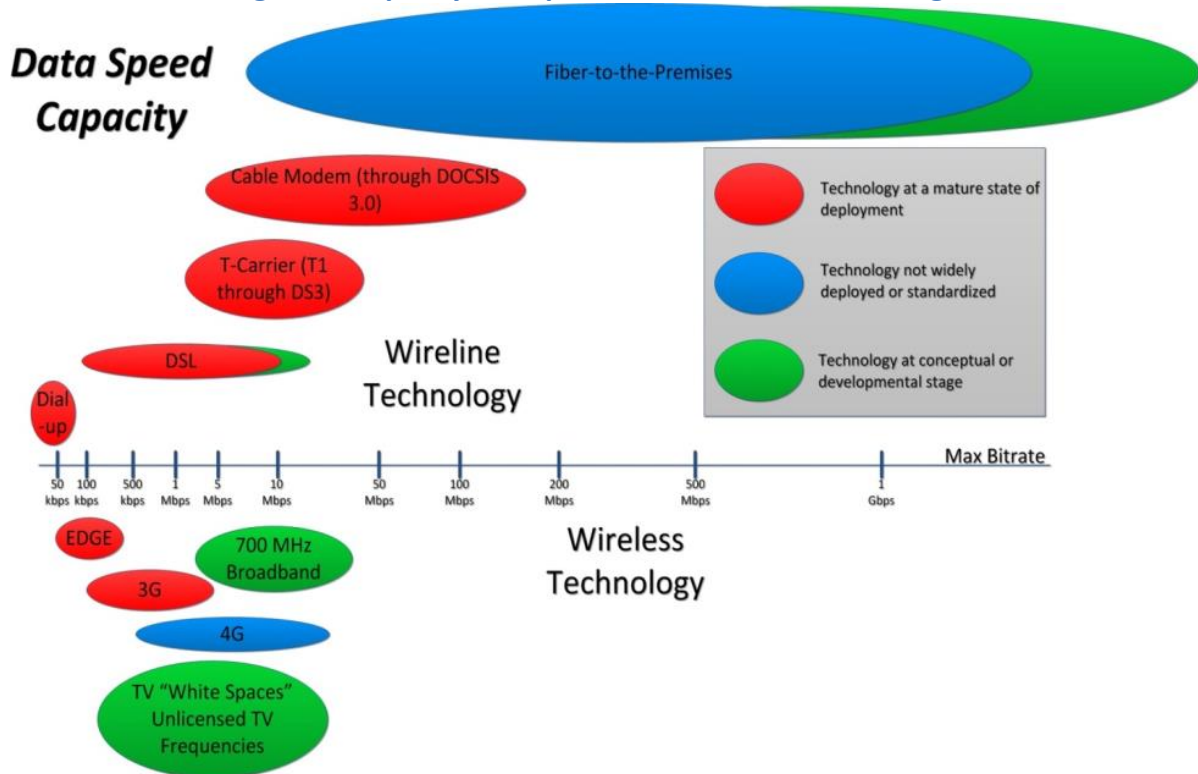 Data Speed
Capacity
Fiber-to-the-Premises
Cable Modem (through DOCSIS
3.0)
T-Carrier (T1
through DS3)
DSL
Dial
-up
Wireline
Technology
Technology at a mature state of
deployment
Technology not widely
deployed or standardized
Technology at conceptual or
developmental stage
Max Bitrate
50
kbps
100
kbps
500
kbps
1
Mbps
5
Mbps
10
Mbps
50
Mbps
100
Mbps
200
Mbps
500
Mbps
1
Gbps
EDGE
700 MHz
Broadband
3G
4G
TV “White Spaces”
Unlicensed TV
Frequencies
Wireless
Technology